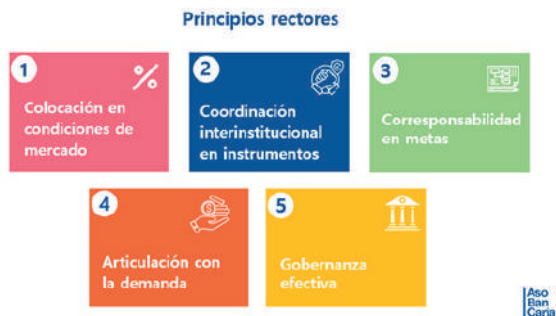 Principios rectores
1
Colocación en
condiciones de
mercado
%
2
Coordinación
interinstitucional
en instrumentos
3
Corresponsabilidad
en metas
4
$
Articulación con
la demanda
5
Gobernanza
efectiva
Aso
Ban
Caria